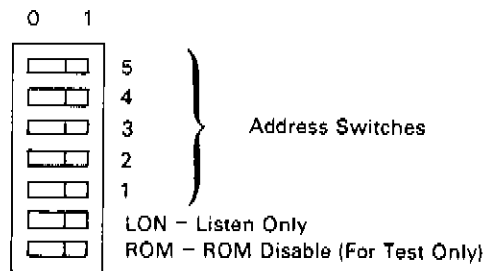 0 1
5
4
3 Address Switches
2
1
LON – Listen Only
ROM – ROM Disable (For Test Only)